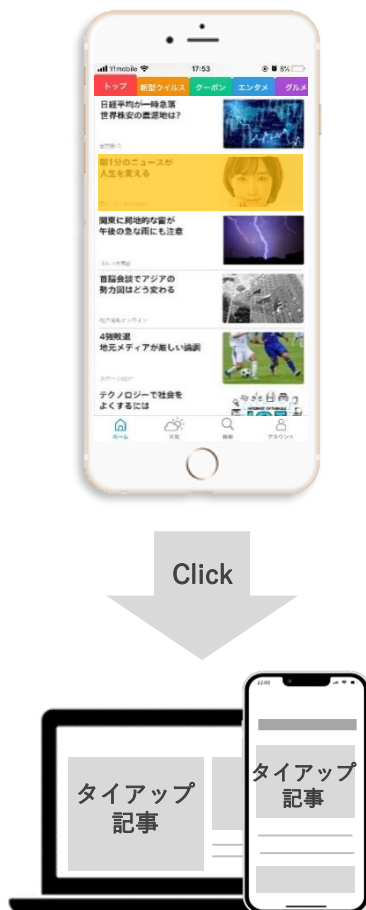 Y!mobile
17:53
8%
トップ
新型ウイルス
クーポン
エンタメ
グルメ
日経平均が一時急落
世界株安の震源地は?
朝1分のニュースが
人生を変える
関東に局地的な雷が
午後の急な雨にも注意
首脳会談でアジアの
勢力図はどう変わる
4強敗退
地元メディアが厳しい論調
テクノロジーで社会を
よくするには
ホーム
天気
検索
アカウント
Click
22:00
タイアップ
記事
タイアップ
記事